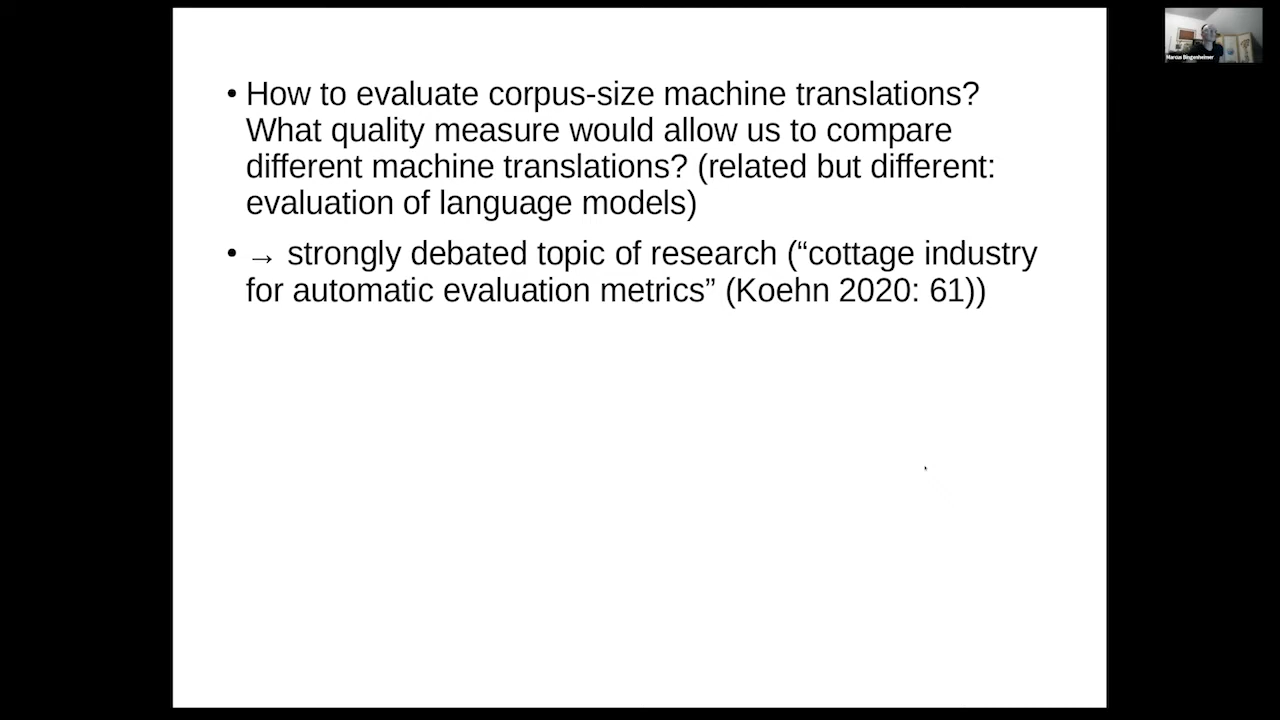 • How to evaluate corpus-size machine translations?
What quality measure would allow us to compare
different machine translations? (related but different:
evaluation of language models)
• → strongly debated topic of research (“cottage industry
for automatic evaluation metrics” (Koehn 2020: 61))
Marcus Bingenheimer